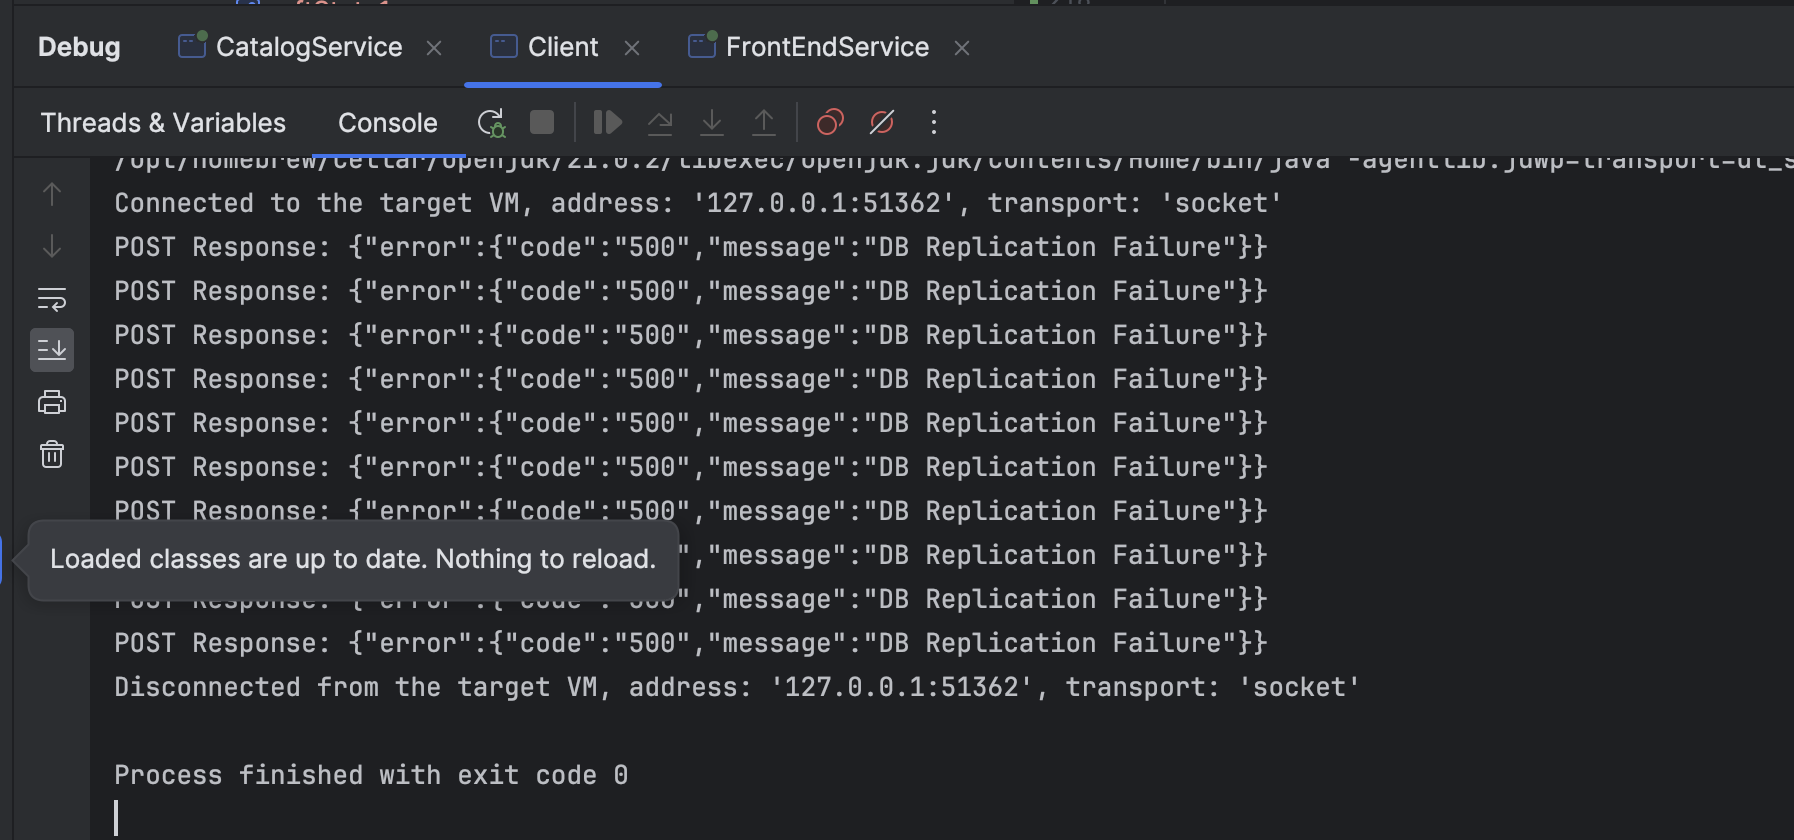 Debug CatalogService Client FrontEndService
Threads & Variables Console
/opt/homebrew/Cellar/openjdk/21.0.2/libexec/openjdk.jdk/Contents/Home/bin/java -agentlib:jdwp=transport=dt_s
Connected to the target VM, address: '127.0.0.1:51362', transport: 'socket'
POST Response: {"error":{"code":"500","message":"DB Replication Failure"}}
POST Response: {"error":{"code":"500","message":"DB Replication Failure"}}
POST Response: {"error":{"code":"500","message":"DB Replication Failure"}}
POST Response: {"error":{"code":"500","message":"DB Replication Failure"}}
POST Response: {"error":{"code":"500","message":"DB Replication Failure"}}
POST Response: {"error":{"code":"500","message":"DB Replication Failure"}}
POST Response: {"error":{"code":"500","message":"DB Replication Failure"}}
","message":"DB Replication Failure"}}
Loaded classes are up to date. Nothing to reload.
POST Response: {"error":{"code":"500","message":"DB Replication Failure"}}
POST Response: {"error":{"code":"500","message":"DB Replication Failure"}}
Disconnected from the target VM, address: '127.0.0.1:51362', transport: 'socket'
Process finished with exit code 0